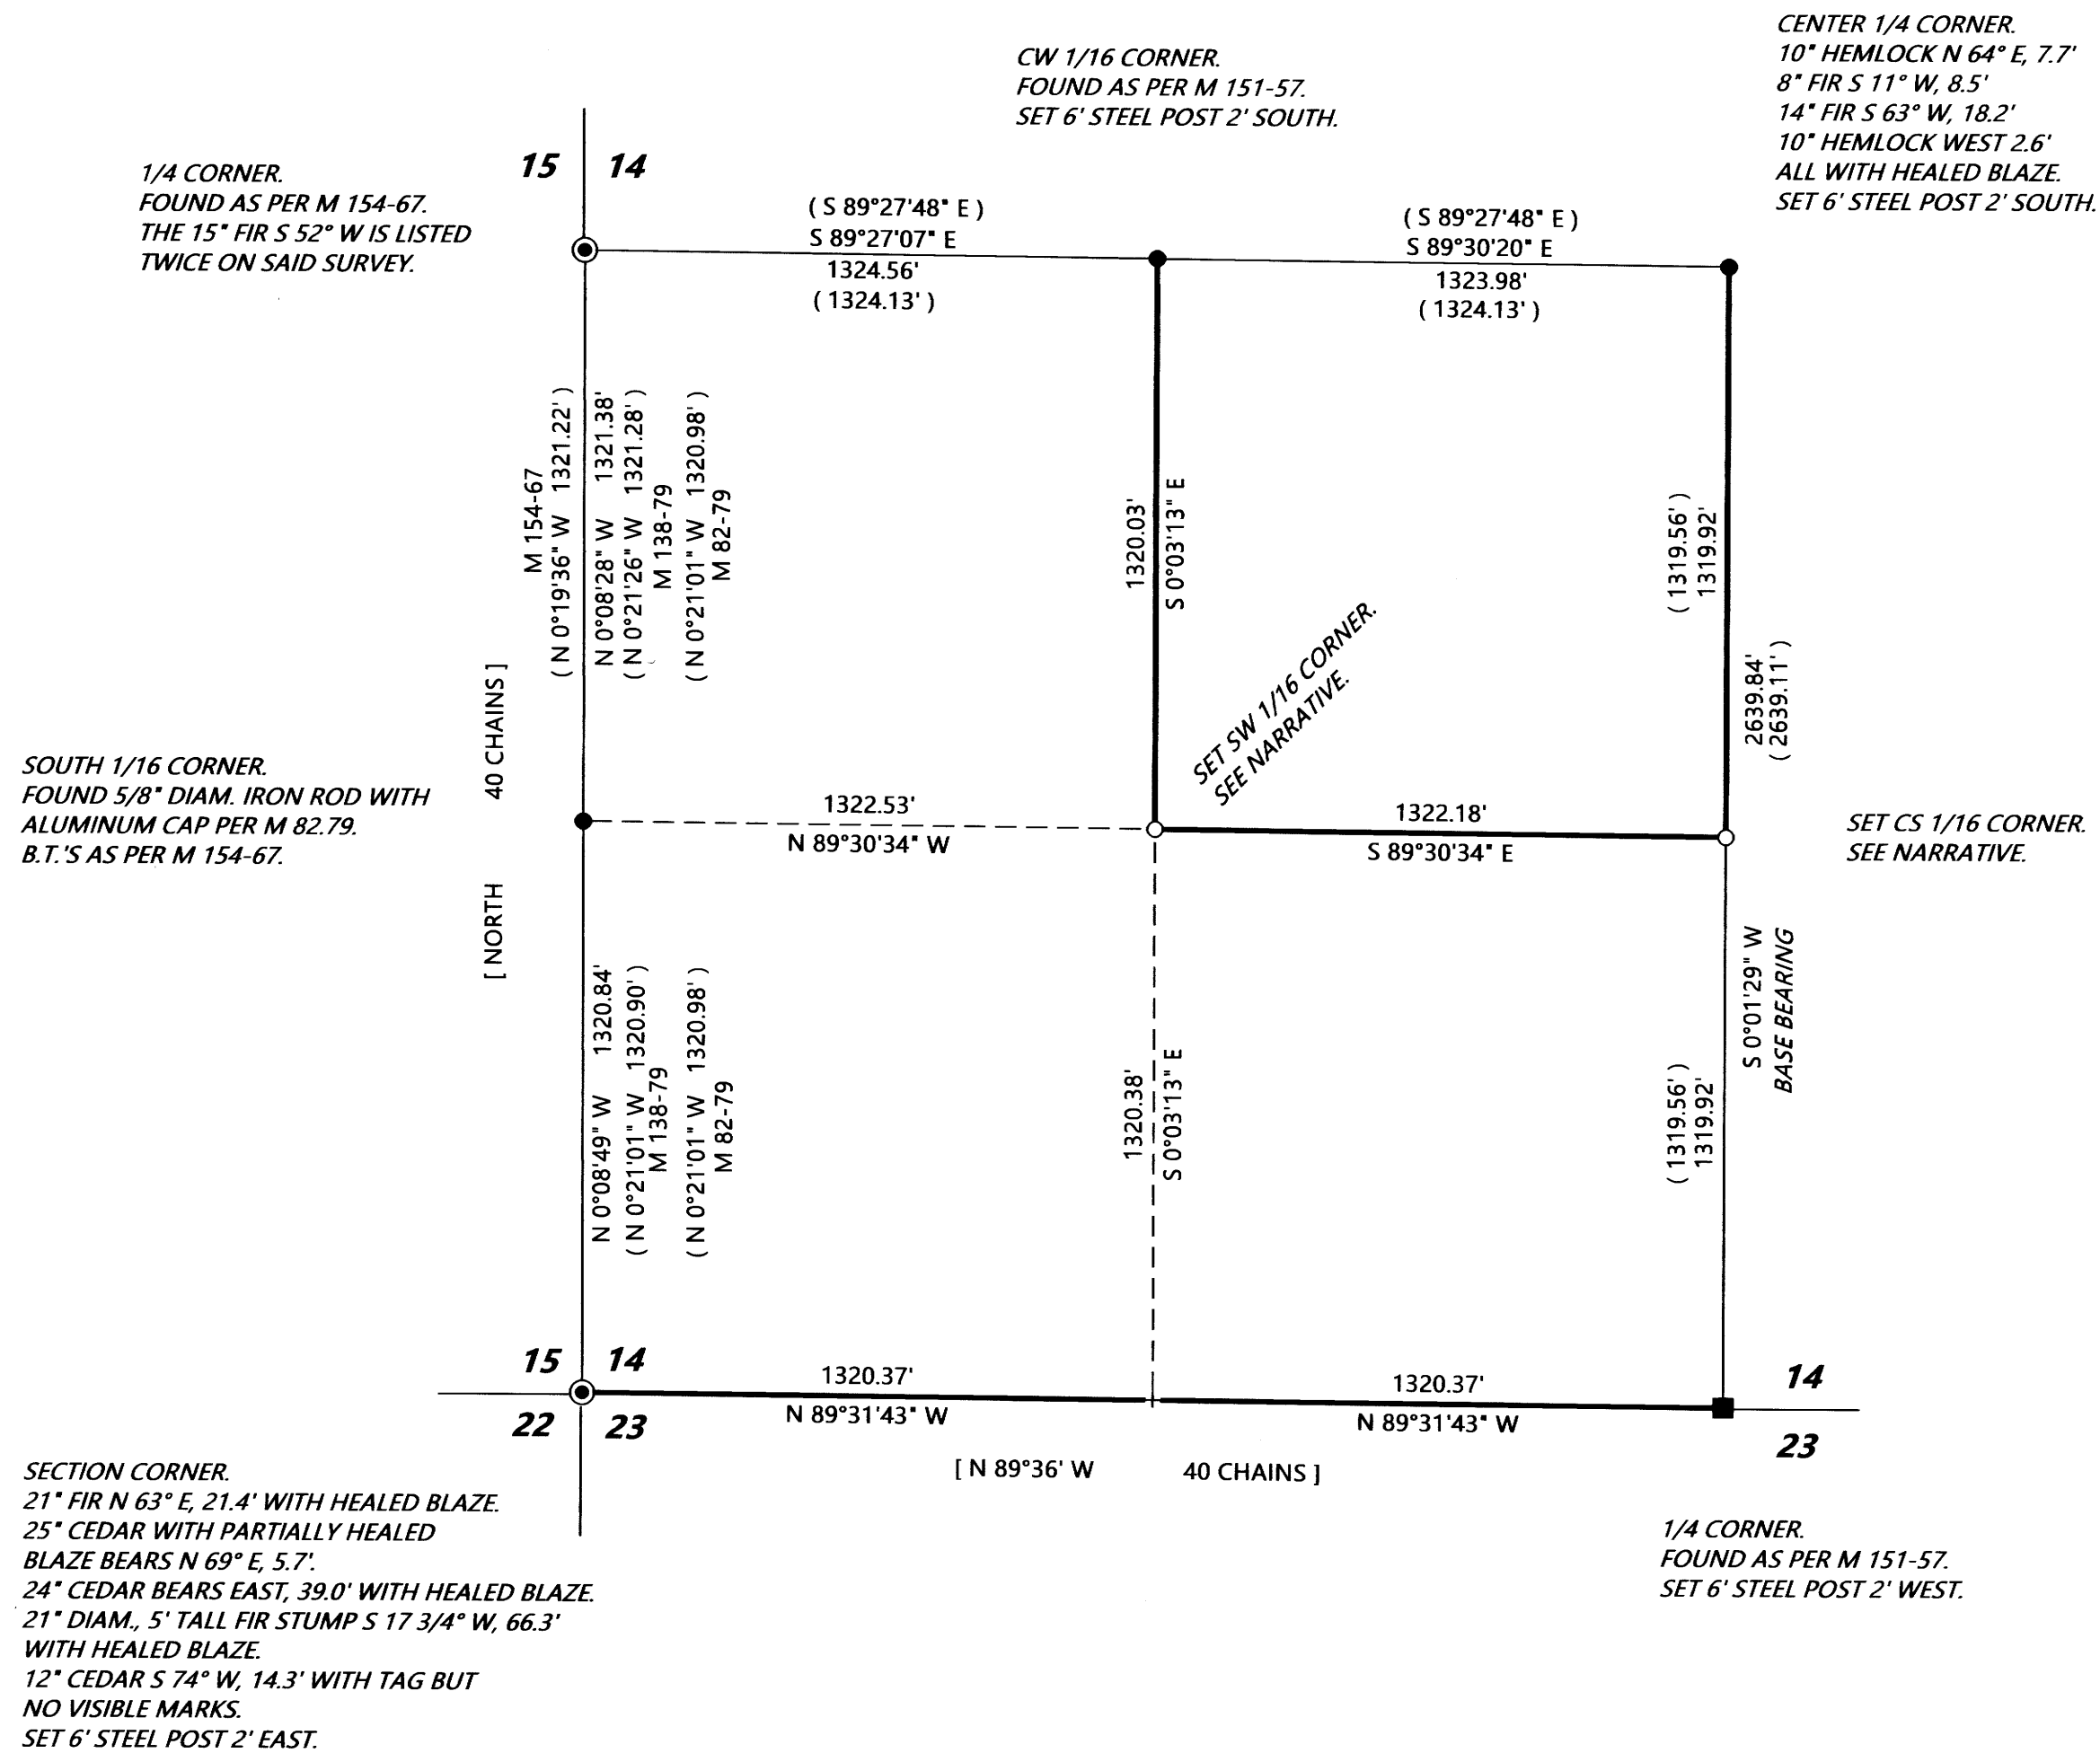 CENTER 1/4 CORNER.
10" HEMLOCK N 64° E, 7.7'
8" FIR S 11° W, 8.5'
14" FIR S 63° W, 18.2'
10" HEMLOCK WEST 2.6'
ALL WITH HEALED BLAZE.
SET 6' STEEL POST 2' SOUTH.
CW 1/16 CORNER.
FOUND AS PER M 151-57.
SET 6' STEEL POST 2' SOUTH.
1/4 CORNER.
FOUND AS PER M 154-67.
THE 15" FIR S 52° W IS LISTED
TWICE ON SAID SURVEY.
15 14
( S 89°27'48" E )
S 89°27'07" E
1324.56'
( 1324.13' )
( S 89°27'48" E )
S 89°30'20" E
1323.98'
( 1324.13' )
M 154-67
( N 0°19'36" W 1321.22' )
N 0°08'28" W 1321.38'
( N 0°21'26" W 1321.28' )
M 138-79
( N 0°21'01" W 1320.98' )
M 82-79
1320.03'
S 0°03'13" E
( 1319.56' )
1319.92'
2639.84'
( 2639.11' )
SET SW 1/16 CORNER.
SEE NARRATIVE.
[ NORTH 40 CHAINS ]
SOUTH 1/16 CORNER.
FOUND 5/8" DIAM. IRON ROD WITH
ALUMINUM CAP PER M 82.79.
B.T.'S AS PER M 154-67.
1322.53'
N 89°30'34" W
1322.18'
S 89°30'34" E
SET CS 1/16 CORNER.
SEE NARRATIVE.
N 0°08'49" W 1320.84'
( N 0°21'01" W 1320.90' )
M 138-79
( N 0°21'01" W 1320.98' )
M 82-79
1320.38'
S 0°03'13" E
( 1319.56' )
1319.92'
S 0°01'29" W
BASE BEARING
15 14
22 23
1320.37'
N 89°31'43" W
1320.37'
N 89°31'43" W
14
23
[ N 89°36' W 40 CHAINS ]
SECTION CORNER.
21" FIR N 63° E, 21.4' WITH HEALED BLAZE.
25" CEDAR WITH PARTIALLY HEALED
BLAZE BEARS N 69° E, 5.7'.
24" CEDAR BEARS EAST, 39.0' WITH HEALED BLAZE.
21" DIAM., 5' TALL FIR STUMP S 17 3/4° W, 66.3'
WITH HEALED BLAZE.
12" CEDAR S 74° W, 14.3' WITH TAG BUT
NO VISIBLE MARKS.
SET 6' STEEL POST 2' EAST.
1/4 CORNER.
FOUND AS PER M 151-57.
SET 6' STEEL POST 2' WEST.